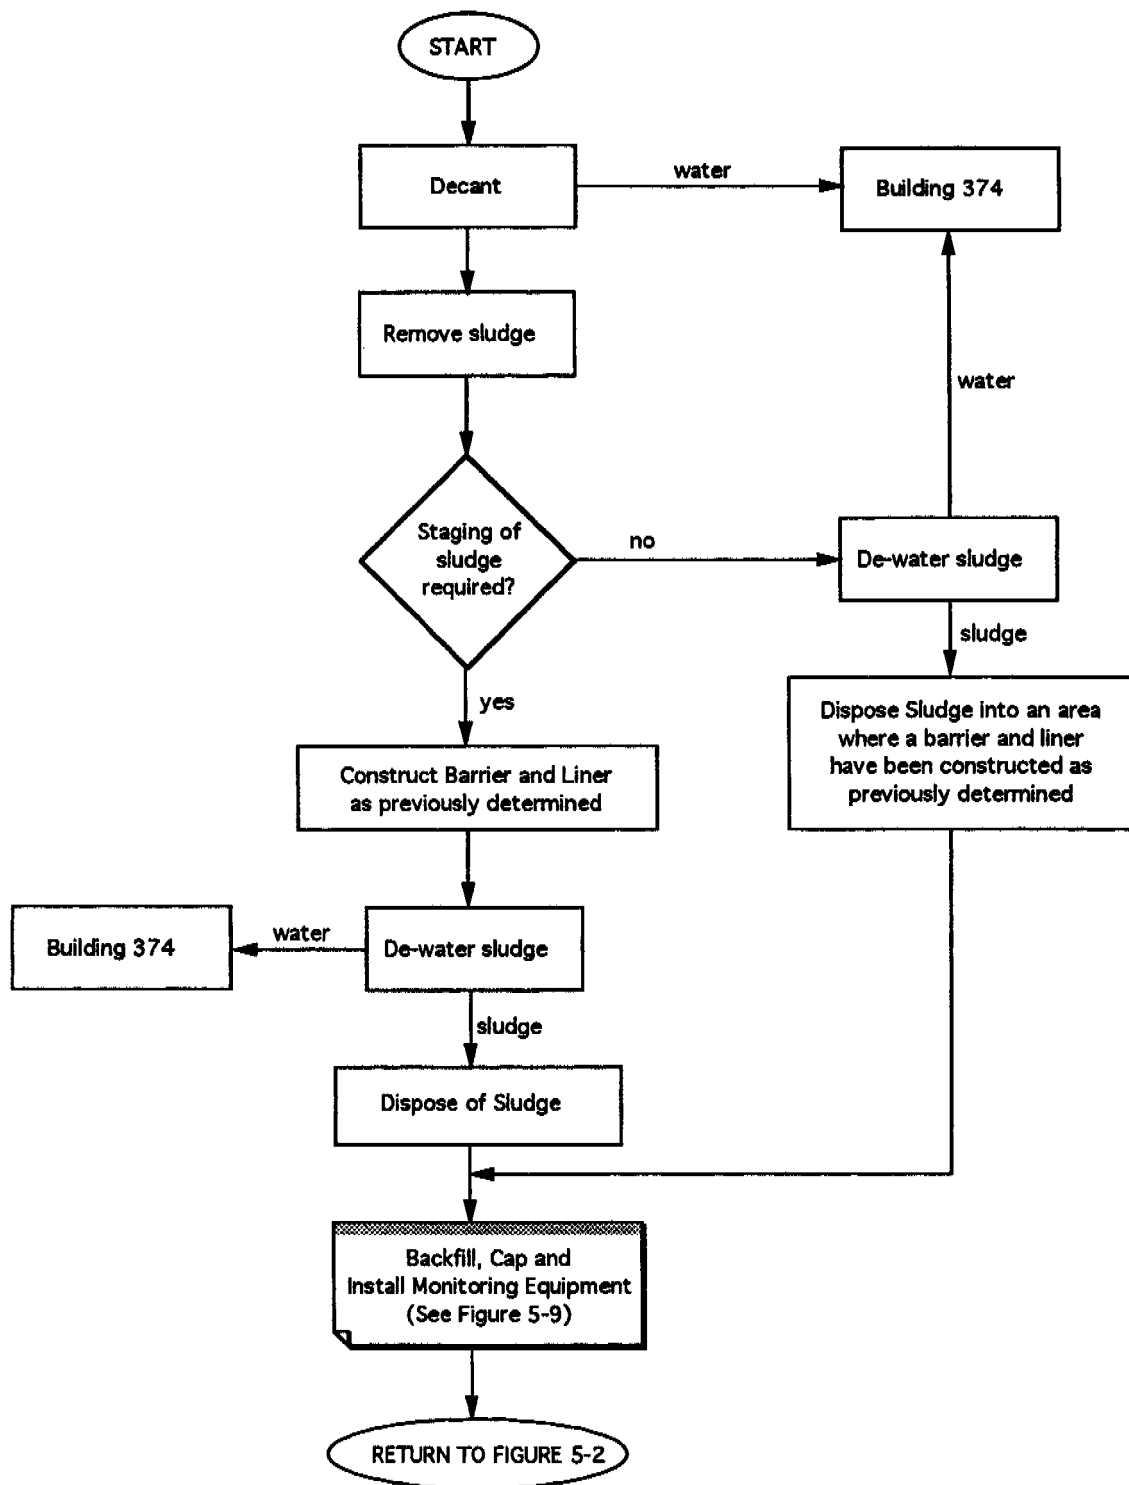 START
Decant
water
Building 374
Remove sludge
water
Staging of
sludge
required?
no
De-water sludge
sludge
yes
Dispose Sludge into an area
where a barrier and liner
have been constructed as
previously determined
Construct Barrier and Liner
as previously determined
Building 374
water
De-water sludge
sludge
Dispose of Sludge
Backfill, Cap and
Install Monitoring Equipment
(See Figure 5-9)
RETURN TO FIGURE 5-2